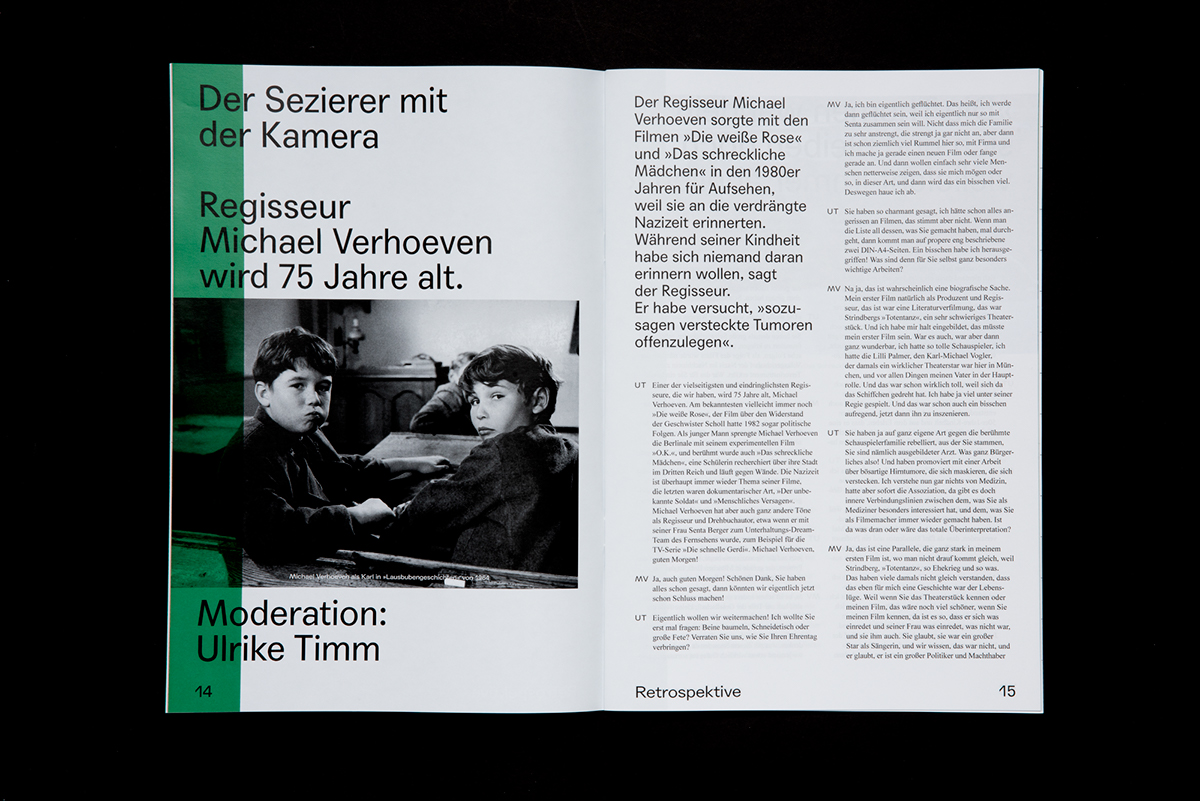 Der Sezierer mit
der Kamera
Regisseur
Michael Verhoeven
wird 75 Jahre alt.
Michael Verhoeven als Karl in »Lausbubengeschichten« von 1964
Moderation:
Ulrike Timm
14
Der Regisseur Michael
Verhoeven sorgte mit den
Filmen »Die weiße Rose«
und »Das schreckliche
Mädchen« in den 1980er
Jahren für Aufsehen,
weil sie an die verdrängte
Nazizeit erinnerten.
Während seiner Kindheit
habe sich niemand daran
erinnern wollen, sagt
der Regisseur.
Er habe versucht, »sozu-
sagen versteckte Tumoren
offenzulegen«.
UT Einer der vielseitigsten und eindringlichsten Regis-
seure, die wir haben, wird 75 Jahre alt, Michael
Verhoeven. Am bekanntesten vielleicht immer noch
»Die weiße Rose«, der Film über den Widerstand
der Geschwister Scholl hatte 1982 sogar politische
Folgen. Als junger Mann sprengte Michael Verhoeven
die Berlinale mit seinem experimentellen Film
»O.K.«, und berühmt wurde auch »Das schreckliche
Mädchen«, eine Schülerin recherchiert über ihre Stadt
im Dritten Reich und läuft gegen Wände. Die Nazizeit
ist überhaupt immer wieder Thema seiner Filme,
die letzten waren dokumentarischer Art, »Der unbe-
kannte Soldat« und »Menschliches Versagen«.
Michael Verhoeven hat aber auch ganz andere Töne
als Regisseur und Drehbuchautor, etwa wenn er mit
seiner Frau Senta Berger zum Unterhaltungs-Dream-
Team des Fernsehens wurde, zum Beispiel für die
TV-Serie »Die schnelle Gerdi«. Michael Verhoeven,
guten Morgen!
MV Ja, auch guten Morgen! Schönen Dank, Sie haben
alles schon gesagt, dann könnten wir eigentlich jetzt
schon Schluss machen!
UT Eigentlich wollen wir weitermachen! Ich wollte Sie
erst mal fragen: Beine baumeln, Schneidetisch oder
große Fete? Verraten Sie uns, wie Sie Ihren Ehrentag
verbringen?
MV Ja, ich bin eigentlich geflüchtet. Das heißt, ich werde
dann geflüchtet sein, weil ich eigentlich nur so mit
Senta zusammen sein will. Nicht dass mich die Familie
zu sehr anstrengt, die strengt ja gar nicht an, aber dann
ist schon ziemlich viel Rummel hier so, mit Firma und
ich mache ja gerade einen neuen Film oder fange
gerade an. Und dann wollen einfach sehr viele Men-
schen netterweise zeigen, dass sie mich mögen oder
so, in dieser Art, und dann wird das ein bisschen viel.
Deswegen haue ich ab.
UT Sie haben so charmant gesagt, ich hätte schon alles an-
gerissen an Filmen, das stimmt aber nicht. Wenn man
die Liste all dessen, was Sie gemacht haben, mal durch-
geht, dann kommt man auf propere eng beschriebene
zwei DIN-A4-Seiten. Ein bisschen habe ich herausge-
griffen! Was sind denn für Sie selbst ganz besonders
wichtige Arbeiten?
MV Na ja, das ist wahrscheinlich eine biografische Sache.
Mein erster Film natürlich als Produzent und Regis-
seur, das ist war eine Literaturverfilmung, das war
Strindbergs »Totentanz«, ein sehr schwieriges Theater-
stück. Und ich habe mir halt eingebildet, das müsste
mein erster Film sein. War es auch, war aber dann
ganz wunderbar, ich hatte so tolle Schauspieler, ich
hatte die Lilli Palmer, den Karl-Michael Vogler,
der damals ein wirklicher Theaterstar war hier in Mün-
chen, und vor allen Dingen meinen Vater in der Haupt-
rolle. Und das war schon wirklich toll, weil sich da
das Schiffchen gedreht hat. Ich habe ja viel unter seiner
Regie gespielt. Und das war schon auch ein bisschen
aufregend, jetzt dann ihn zu inszenieren.
UT Sie haben ja auf ganz eigene Art gegen die berühmte
Schauspielerfamilie rebelliert, aus der Sie stammen,
Sie sind nämlich ausgebildeter Arzt. Was ganz Bürger-
liches also! Und haben promoviert mit einer Arbeit
über bösartige Hirntumore, die sich maskieren, die sich
verstecken. Ich verstehe nun gar nichts von Medizin,
hatte aber sofort die Assoziation, da gibt es doch
innere Verbindungslinien zwischen dem, was Sie als
Mediziner besonders interessiert hat, und dem, was Sie
als Filmemacher immer wieder gemacht haben. Ist
da was dran oder wäre das totale Überinterpretation?
MV Ja, das ist eine Parallele, die ganz stark in meinem
ersten Film ist, wo man nicht drauf kommt gleich, weil
Strindberg, »Totentanz«, so Ehekrieg und so was.
Das haben viele damals nicht gleich verstanden, dass
das eben für mich eine Geschichte war der Lebens-
lüge. Weil wenn Sie das Theaterstück kennen oder
meinen Film, das wäre noch viel schöner, wenn Sie
meinen Film kennen, da ist es so, dass er sich was
einredet und seiner Frau was einredet, was nicht war,
und sie ihm auch. Sie glaubt, sie war ein großer
Star als Sängerin, und wir wissen, das war nicht, und
er glaubt, er ist ein großer Politiker und Machthaber
Retrospektive
15